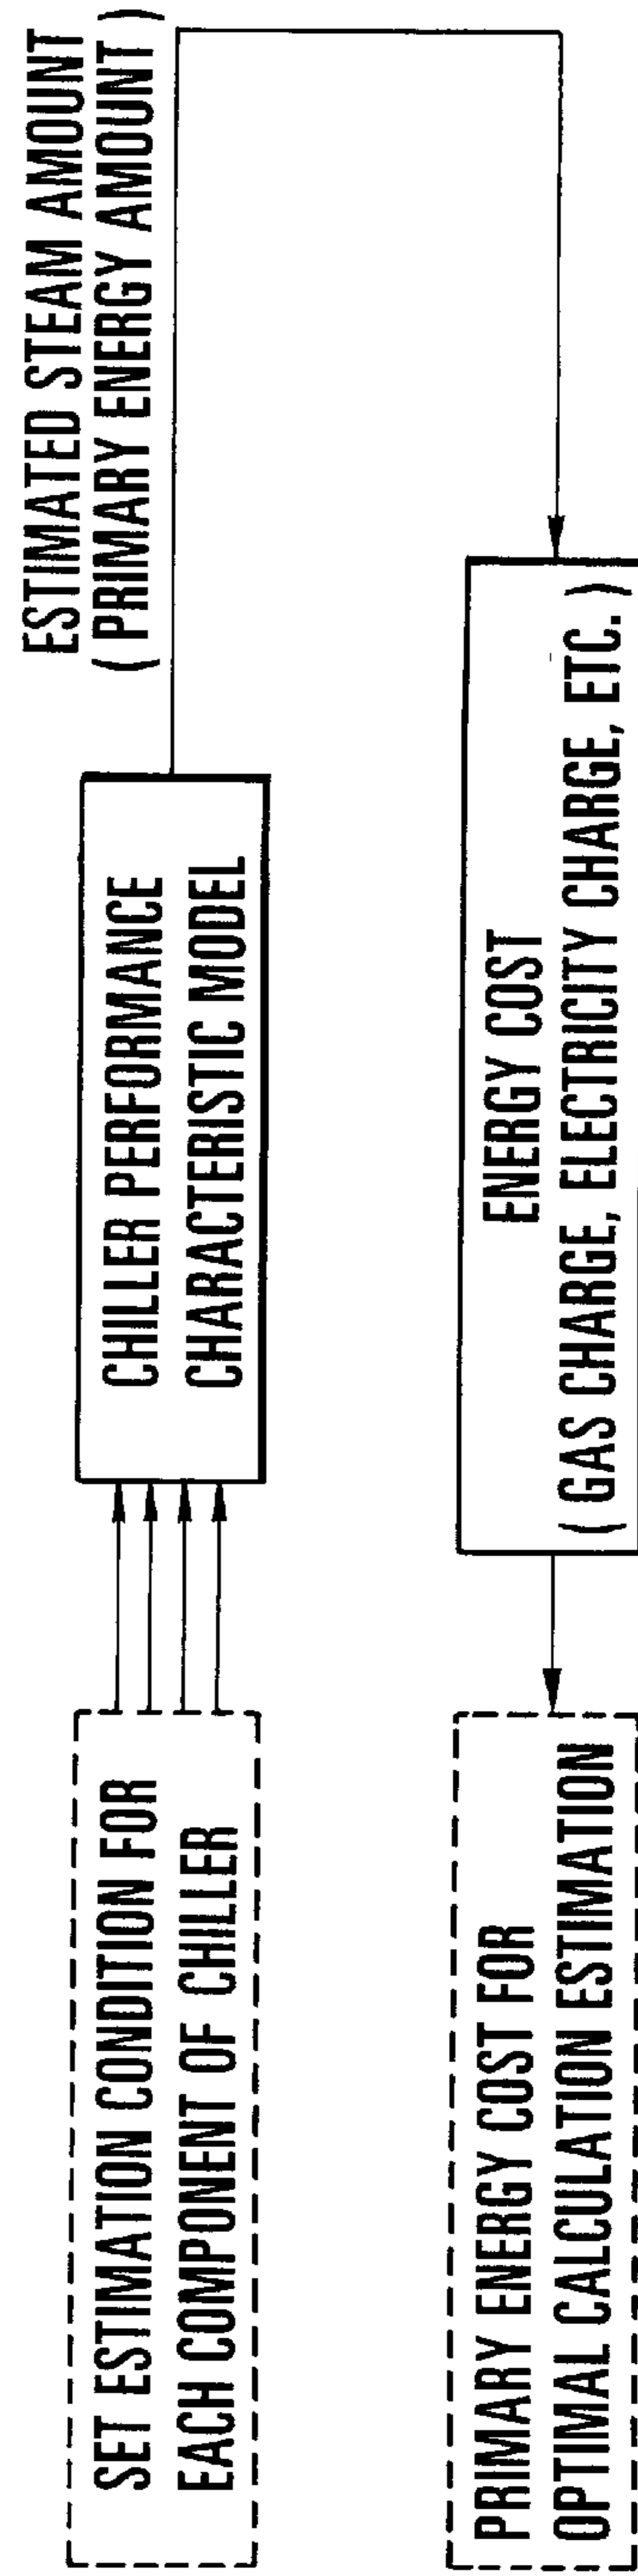 SET ESTIMATION CONDITION FOR
EACH COMPONENT OF CHILLER
CHILLER PERFORMANCE
CHARACTERISTIC MODEL
ESTIMATED STEAM AMOUNT
( PRIMARY ENERGY AMOUNT )
ENERGY COST
( GAS CHARGE, ELECTRICITY CHARGE, ETC. )
PRIMARY ENERGY COST FOR
OPTIMAL CALCULATION ESTIMATION